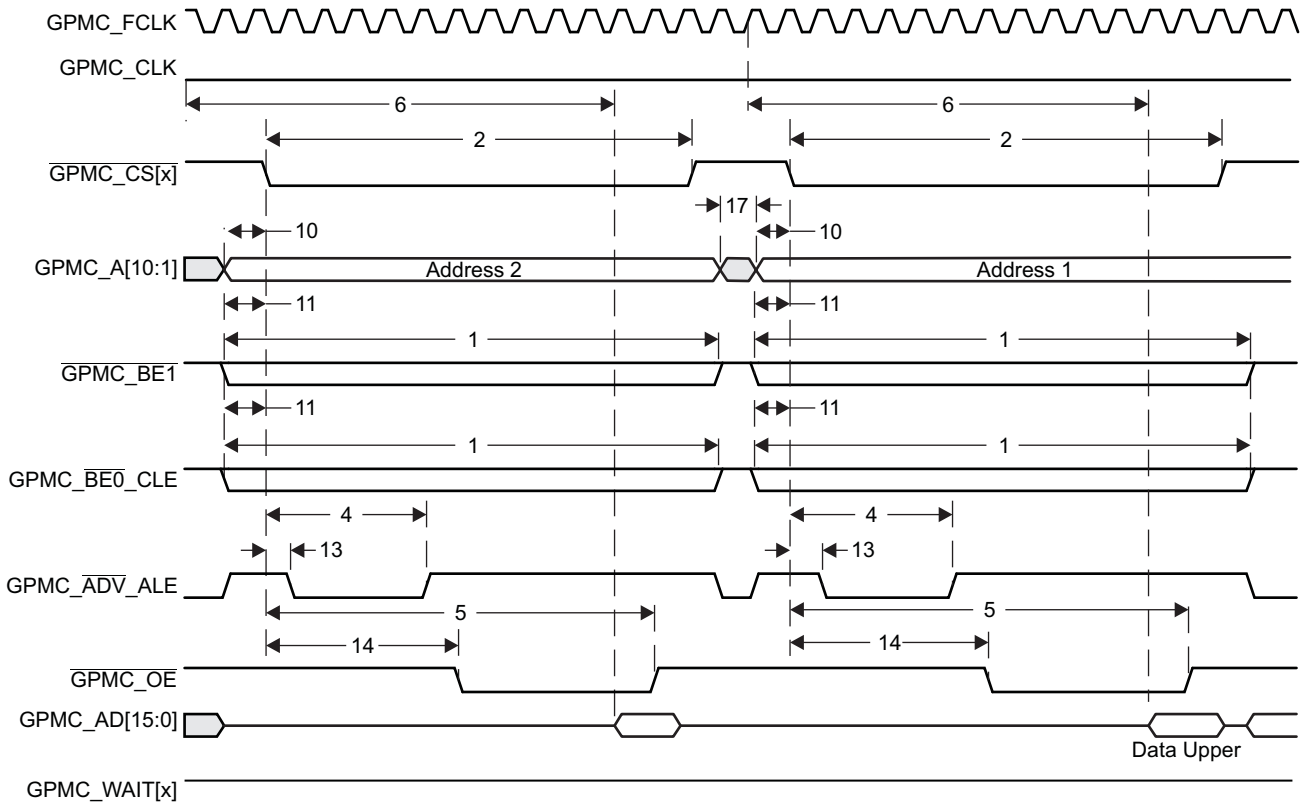 GPMC_FCLK
GPMC_CLK
6 6
2 2
GPMC_CS[x]
17
10 10
GPMC_A[10:1] Address 2 Address 1
11 11
1 1
GPMC_BE1
11 11
1 1
GPMC_BE0_CLE
4 4
13 13
GPMC_ADV_ALE
5 5
14 14
GPMC_OE
GPMC_AD[15:0]
Data Upper
GPMC_WAIT[x]